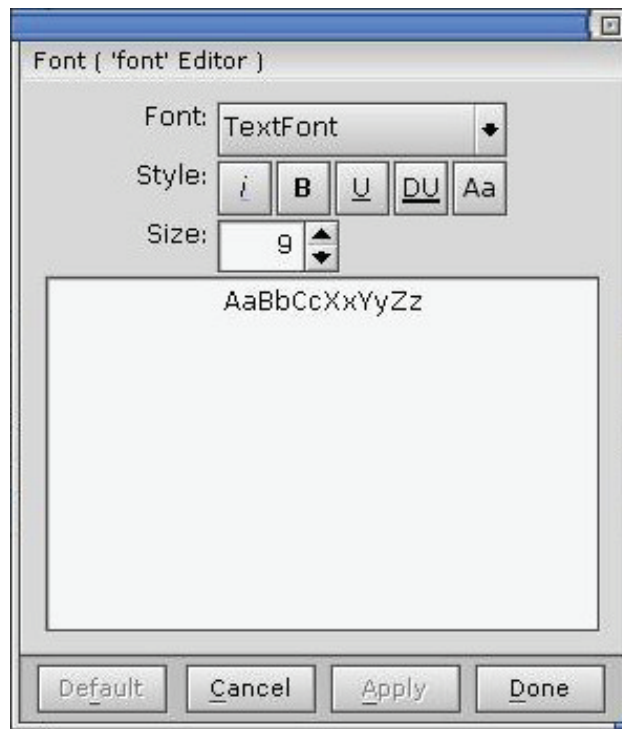 Font ( 'font' Editor )
Font: TextFont
Style: i B U DU Aa
Size: 9
AaBbCcXxYyZz
Default Cancel Apply Done